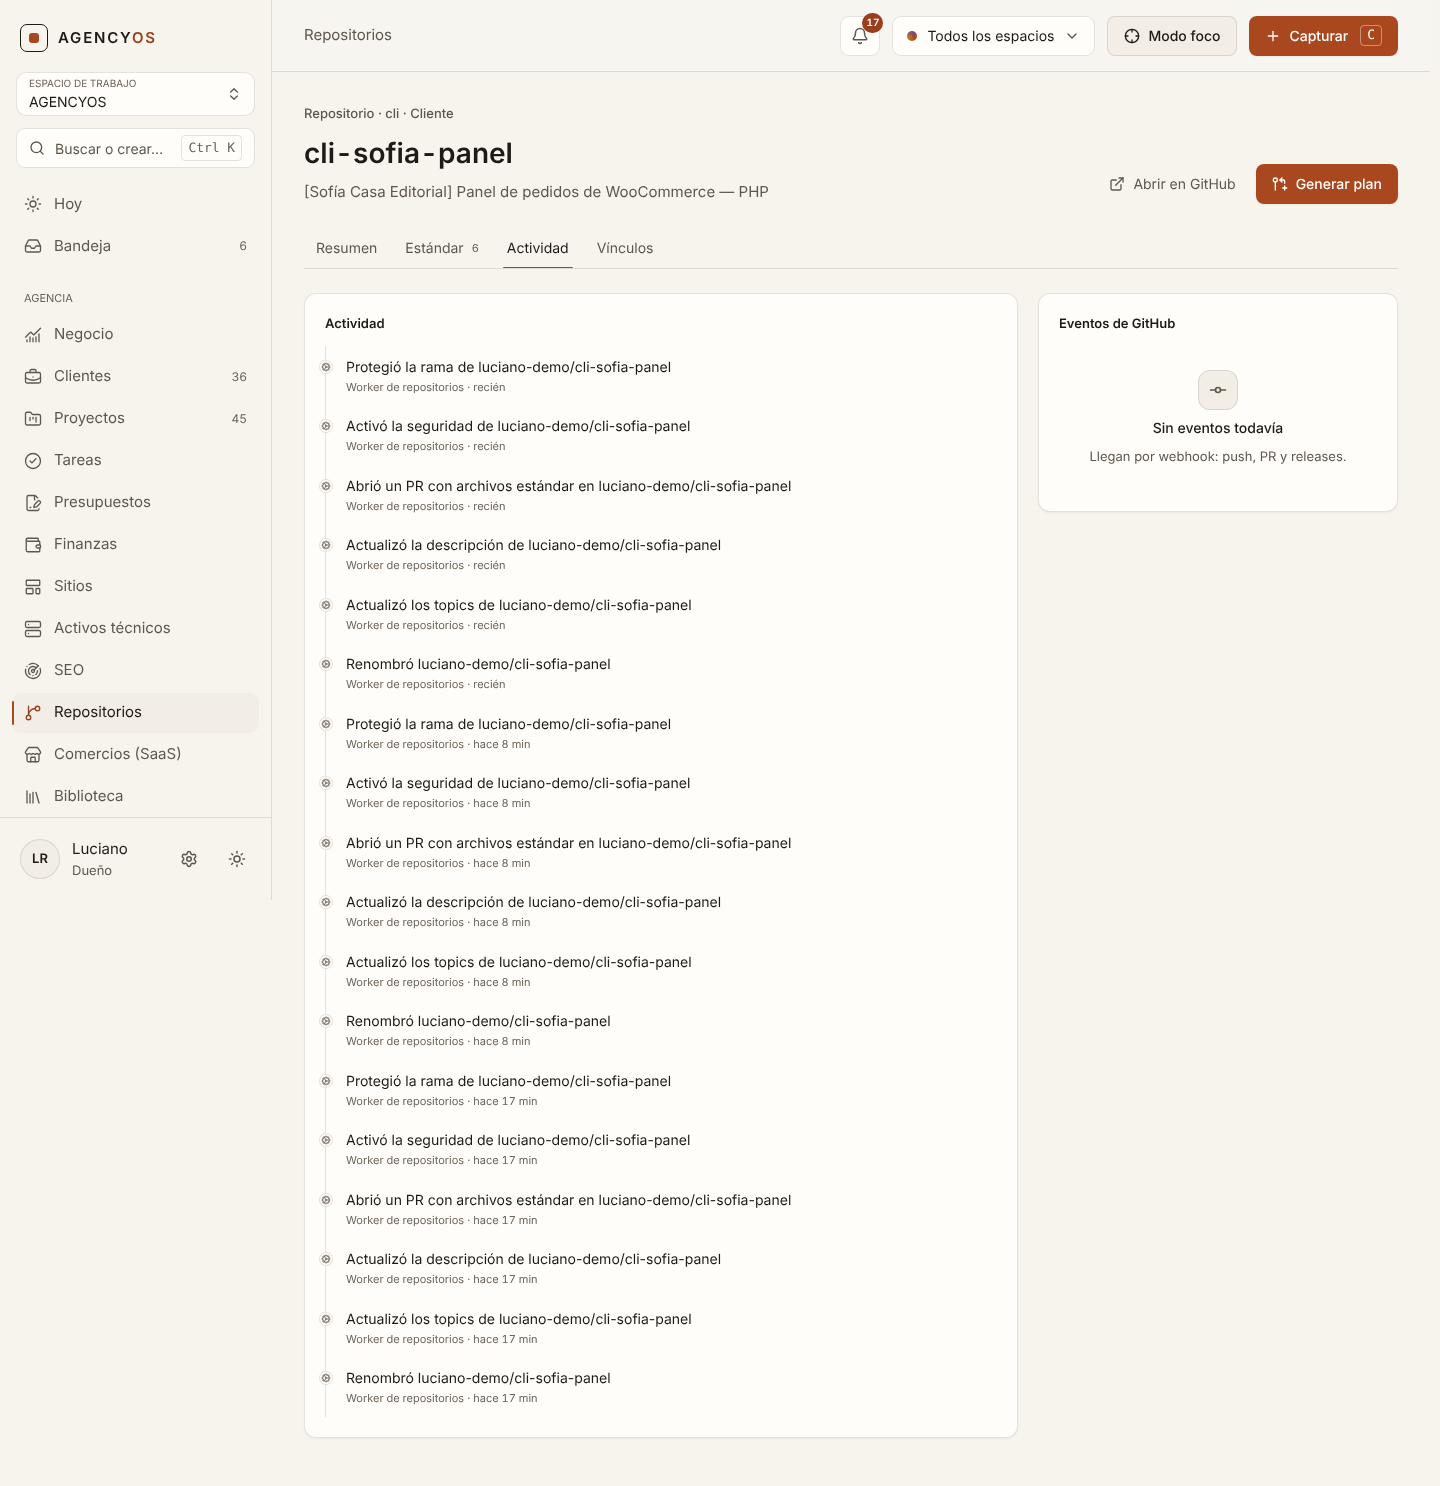 AGENCYOS
ESPACIO DE TRABAJO
AGENCYOS
Buscar o crear... Ctrl K
Hoy
Bandeja 6
AGENCIA
Negocio
Clientes 36
Proyectos 45
Tareas
Presupuestos
Finanzas
Sitios
Activos técnicos
SEO
Repositorios
Comercios (SaaS)
Biblioteca
LR
Luciano
Dueño
Repositorios
17
Todos los espacios
Modo foco
Capturar C
Repositorio · cli · Cliente
cli-sofia-panel
[Sofía Casa Editorial] Panel de pedidos de WooCommerce — PHP
Abrir en GitHub
Generar plan
Resumen Estándar 6 Actividad Vínculos
Actividad
Protegió la rama de luciano-demo/cli-sofia-panel
Worker de repositorios · recién
Activó la seguridad de luciano-demo/cli-sofia-panel
Worker de repositorios · recién
Abrió un PR con archivos estándar en luciano-demo/cli-sofia-panel
Worker de repositorios · recién
Actualizó la descripción de luciano-demo/cli-sofia-panel
Worker de repositorios · recién
Actualizó los topics de luciano-demo/cli-sofia-panel
Worker de repositorios · recién
Renombró luciano-demo/cli-sofia-panel
Worker de repositorios · recién
Protegió la rama de luciano-demo/cli-sofia-panel
Worker de repositorios · hace 8 min
Activó la seguridad de luciano-demo/cli-sofia-panel
Worker de repositorios · hace 8 min
Abrió un PR con archivos estándar en luciano-demo/cli-sofia-panel
Worker de repositorios · hace 8 min
Actualizó la descripción de luciano-demo/cli-sofia-panel
Worker de repositorios · hace 8 min
Actualizó los topics de luciano-demo/cli-sofia-panel
Worker de repositorios · hace 8 min
Renombró luciano-demo/cli-sofia-panel
Worker de repositorios · hace 8 min
Protegió la rama de luciano-demo/cli-sofia-panel
Worker de repositorios · hace 17 min
Activó la seguridad de luciano-demo/cli-sofia-panel
Worker de repositorios · hace 17 min
Abrió un PR con archivos estándar en luciano-demo/cli-sofia-panel
Worker de repositorios · hace 17 min
Actualizó la descripción de luciano-demo/cli-sofia-panel
Worker de repositorios · hace 17 min
Actualizó los topics de luciano-demo/cli-sofia-panel
Worker de repositorios · hace 17 min
Renombró luciano-demo/cli-sofia-panel
Worker de repositorios · hace 17 min
Eventos de GitHub
Sin eventos todavía
Llegan por webhook: push, PR y releases.